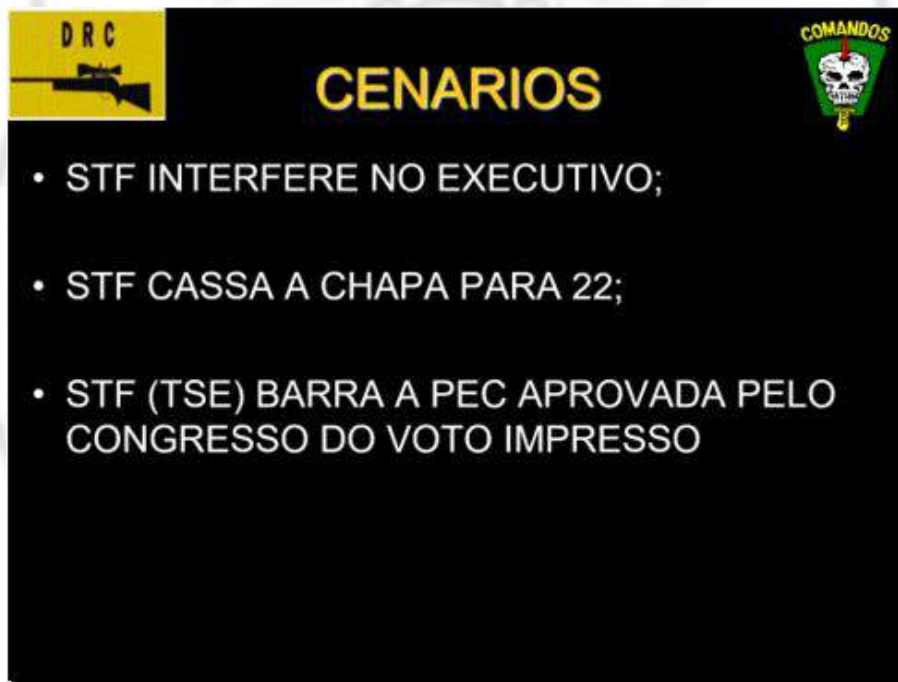 D R C
COMANDOS
CENARIOS
• STF INTERFERE NO EXECUTIVO;
• STF CASSA A CHAPA PARA 22;
• STF (TSE) BARRA A PEC APROVADA PELO
CONGRESSO DO VOTO IMPRESSO